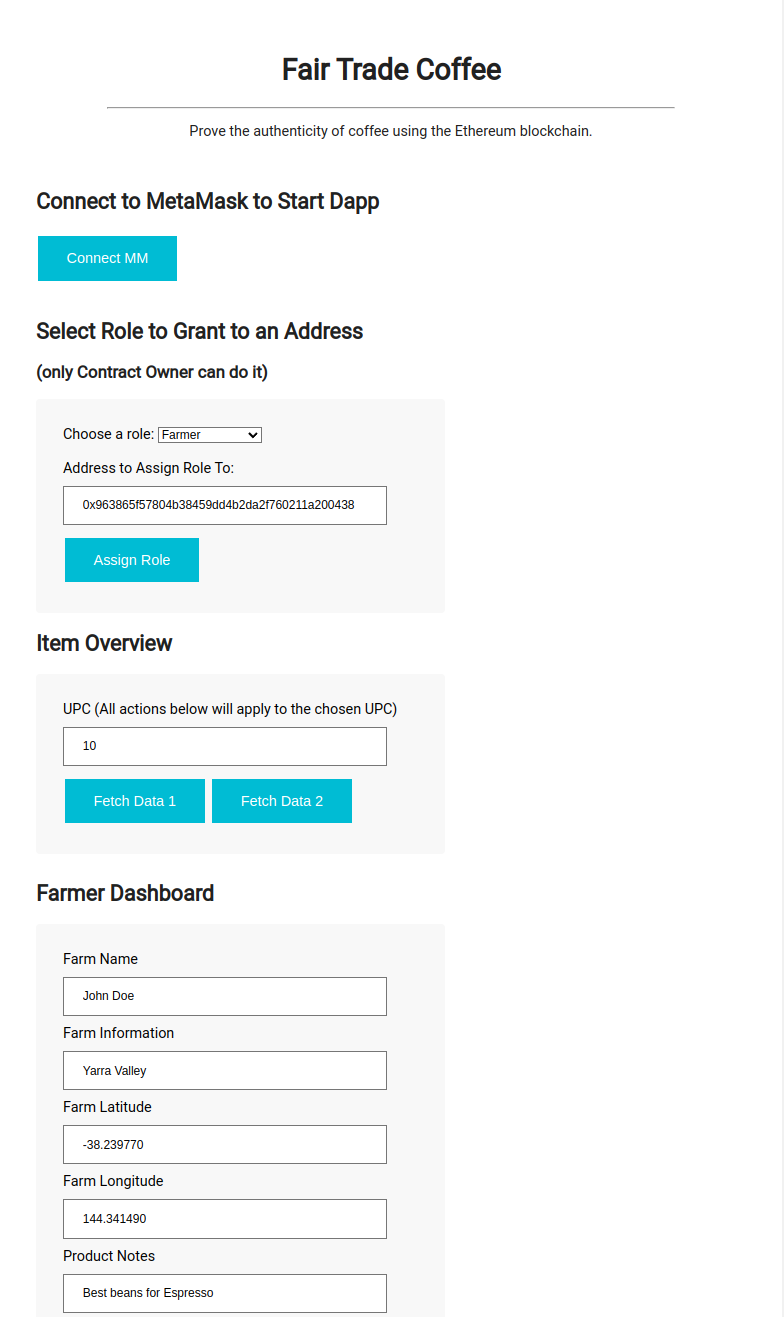 Fair Trade Coffee
Prove the authenticity of coffee using the Ethereum blockchain.
Connect to MetaMask to Start Dapp
Connect MM
Select Role to Grant to an Address
(only Contract Owner can do it)
Choose a role: Farmer
Address to Assign Role To:
0x963865f57804b38459dd4b2da2f760211a200438
Assign Role
Item Overview
UPC (All actions below will apply to the chosen UPC)
10
Fetch Data 1 Fetch Data 2
Farmer Dashboard
Farm Name
John Doe
Farm Information
Yarra Valley
Farm Latitude
-38.239770
Farm Longitude
144.341490
Product Notes
Best beans for Espresso